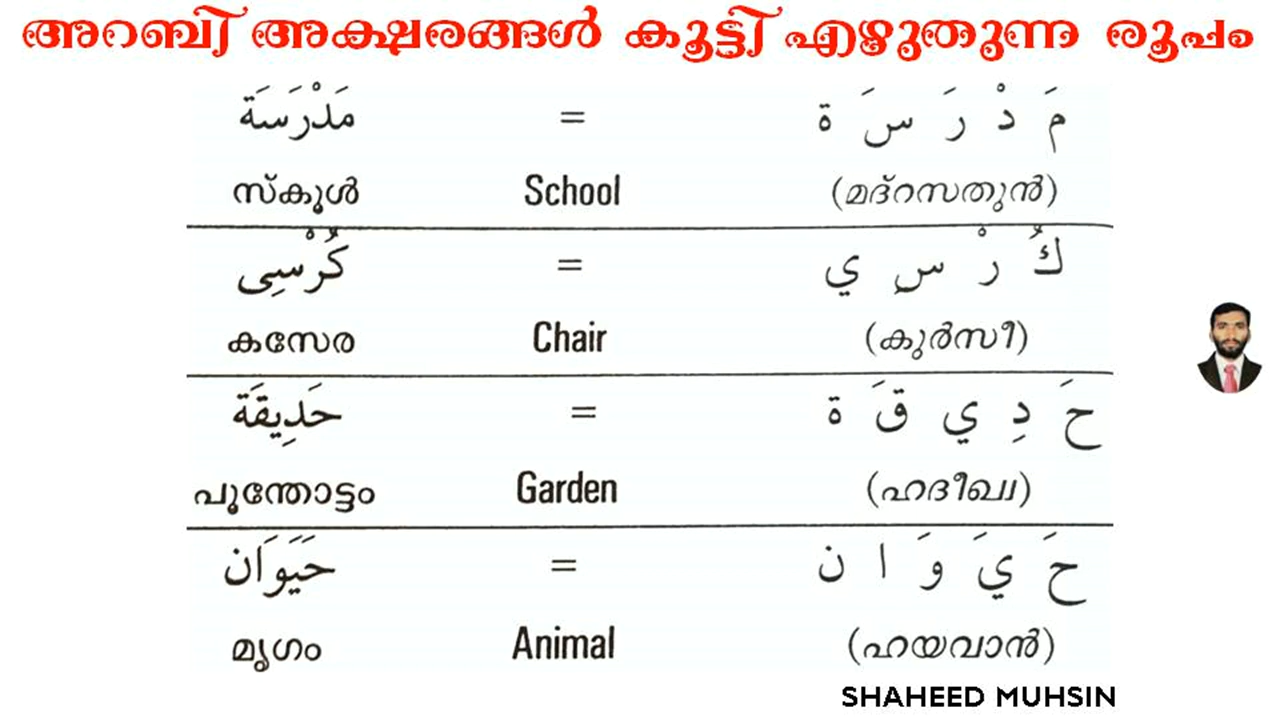 അറബി അക്ഷരങ്ങൾ കൂട്ടി എഴുതുന്ന രൂപം
مَدْرَسَة = مَ دْ رَ سَ ة
സ്കൂൾ School (മദ്റസതുൻ)
كُرْسِى = كُ رْ سِ ي
കസേര Chair (കുർസീ)
حَدِيقَة = حَ دِ ي قَ ة
പൂന്തോട്ടം Garden (ഹദീഖഃ)
حَيَوَان = حَ يَ وَ ا ن
മൃഗം Animal (ഹയവാൻ)
SHAHEED MUHSIN